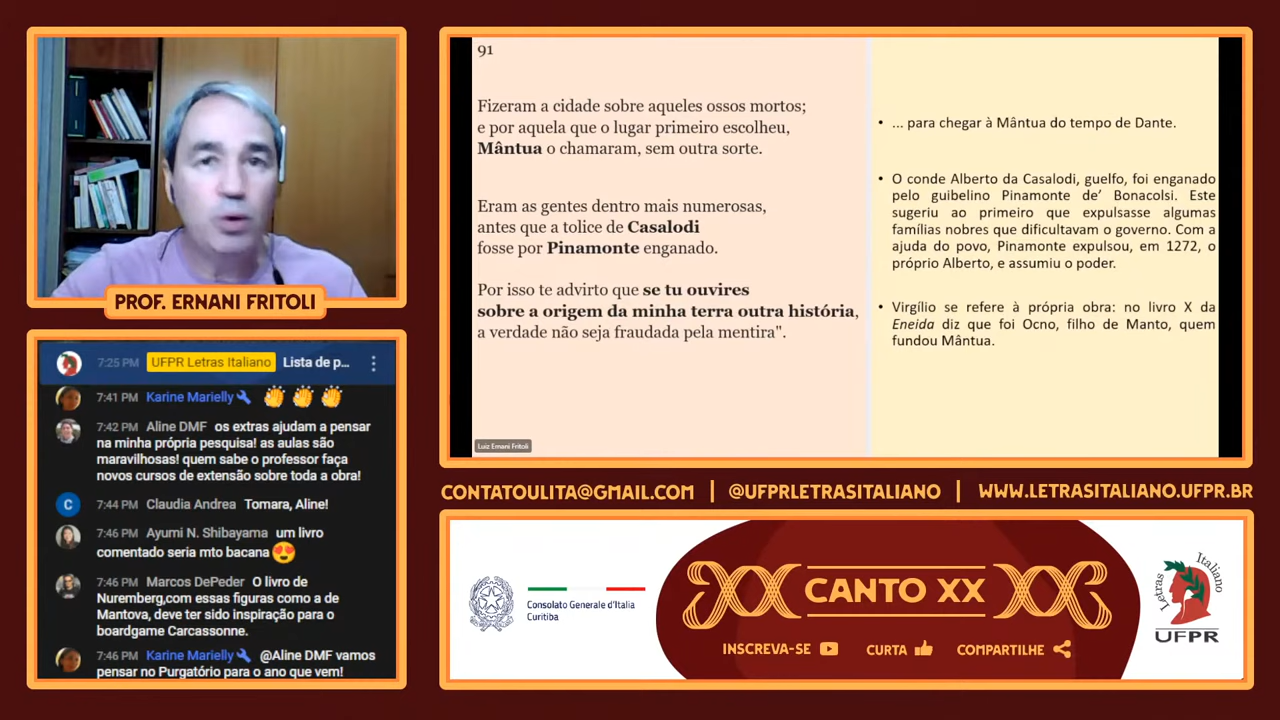 PROF. ERNANI FRITOLI
7:25 PM UFPR Letras Italiano Lista de p...
7:41 PM Karine Marielly 👏 👏 👏
7:42 PM Aline DMF os extras ajudam a pensar
na minha própria pesquisa! as aulas são
maravilhosas! quem sabe o professor faça
novos cursos de extensão sobre toda a obra!
C
7:44 PM Claudia Andrea Tomara, Aline!
7:46 PM Ayumi N. Shibayama um livro
comentado seria mto bacana 😍
7:46 PM Marcos DePeder O livro de
Nuremberg,com essas figuras como a de
Mantova, deve ter sido inspiração para o
boardgame Carcassonne.
7:46 PM Karine Marielly @Aline DMF vamos
pensar no Purgatório para o ano que vem!
91
Fizeram a cidade sobre aqueles ossos mortos;
e por aquela que o lugar primeiro escolheu,
Mântua o chamaram, sem outra sorte.
Eram as gentes dentro mais numerosas,
antes que a tolice de Casalodi
fosse por Pinamonte enganado.
Por isso te advirto que se tu ouvires
sobre a origem da minha terra outra história,
a verdade não seja fraudada pela mentira".
Luiz Ernani Fritoli
• ... para chegar à Mântua do tempo de Dante.
• O conde Alberto da Casalodi, guelfo, foi enganado
pelo guibelino Pinamonte de' Bonacolsi. Este
sugeriu ao primeiro que expulsasse algumas
famílias nobres que dificultavam o governo. Com a
ajuda do povo, Pinamonte expulsou, em 1272, o
próprio Alberto, e assumiu o poder.
• Virgílio se refere à própria obra: no livro X da
Eneida diz que foi Ocno, filho de Manto, quem
fundou Mântua.
CONTATOULITA@GMAIL.COM | @UFPRLETRASITALIANO | WWW.LETRASITALIANO.UFPR.BR
Consolato Generale d'Italia
Curitiba
XX CANTO XX XX
INSCREVA-SE CURTA COMPARTILHE
Letras Italiano
UFPR